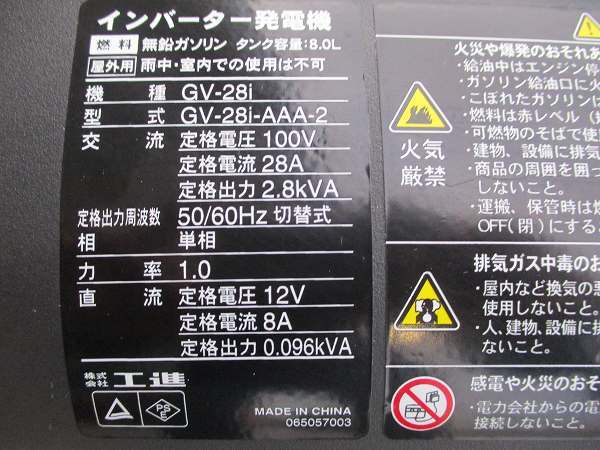 インバーター発電機
燃料 無鉛ガソリン タンク容量:8.0L
屋外用 雨中・室内での使用は不可
機種 GV-28i
型式 GV-28i-AAA-2
交流 定格電圧 100V
定格電流 28A
定格出力 2.8kVA
定格出力周波数 50/60Hz 切替式
相 単相
力率 1.0
直流 定格電圧 12V
定格電流 8A
定格出力 0.096kVA
株式会社 工進
PSE
MADE IN CHINA
065057003
火災や爆発のおそれあ
・給油中はエンジン停
・ガソリン給油口に火
・こぼれたガソリンは
・燃料は赤レベル(
・可燃物のそばで使
・建物、設備に排気
・商品の周囲を囲っ
しないこと。
・運搬、保管時は燃
OFF(閉)にする
火気
厳禁
排気ガス中毒のお
・屋内など換気の悪
使用しないこと。
・人、建物、設備に排
ないこと。
感電や火災のおそ
・電力会社からの電
接続しないこと。